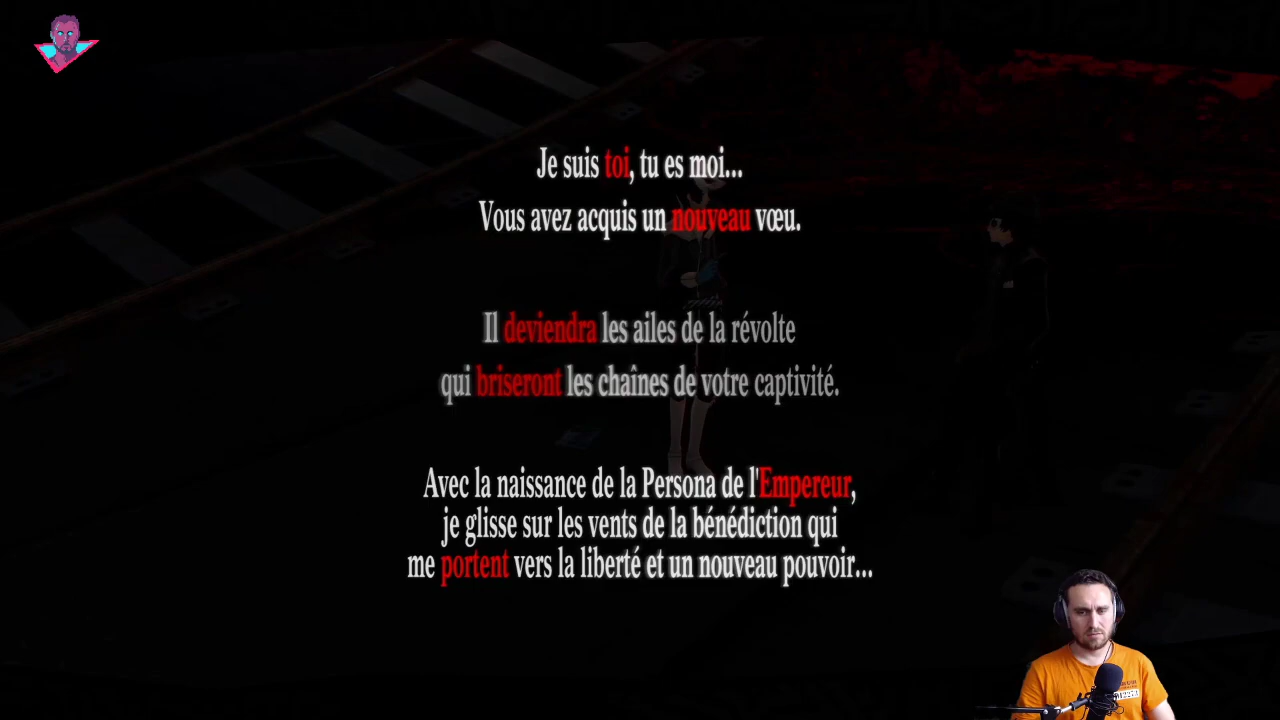 Je suis toi, tu es moi...
Vous avez acquis un nouveau vœu.
Il deviendra les ailes de la révolte
qui briseront les chaînes de votre captivité.
Avec la naissance de la Persona de l'Empereur,
je glisse sur les vents de la bénédiction qui
me portent vers la liberté et un nouveau pouvoir...